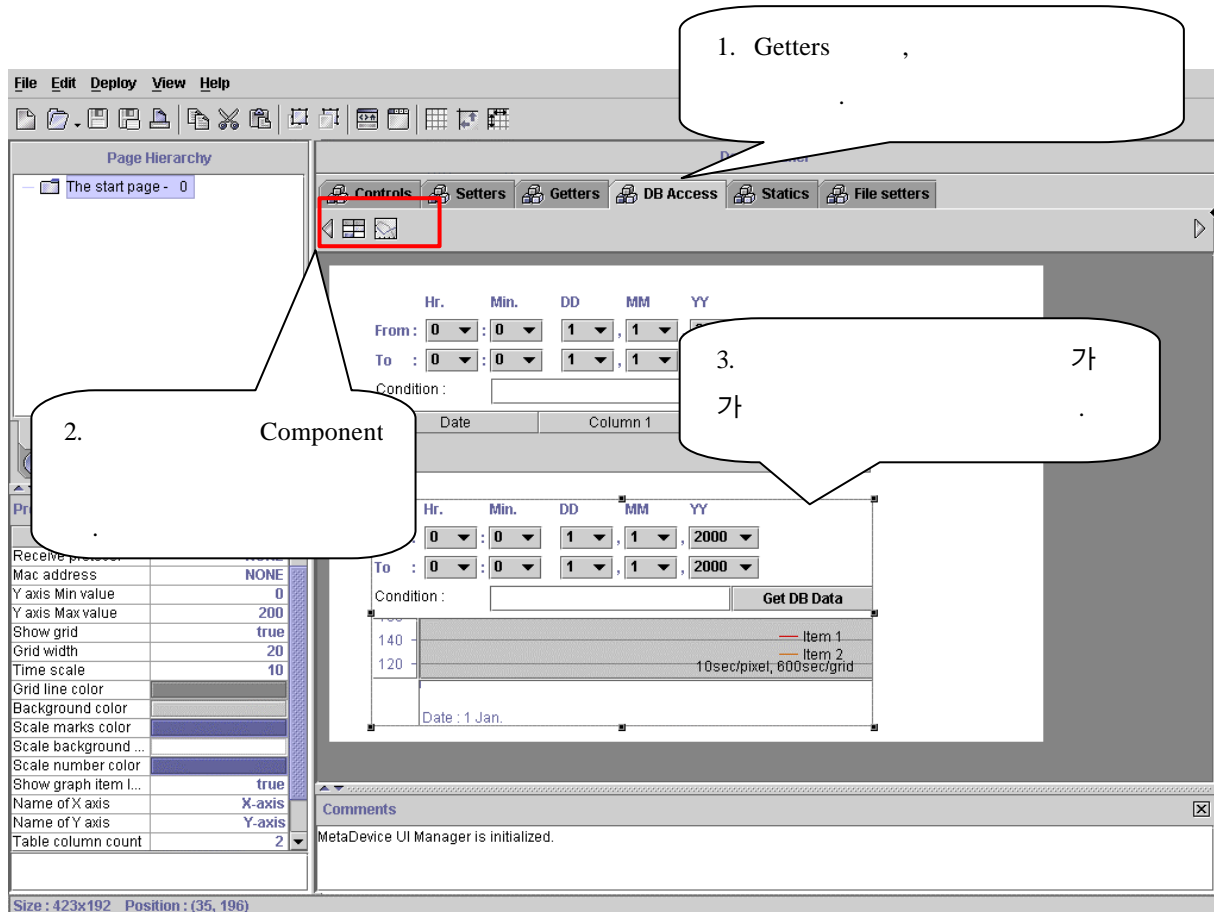 1. Getters ,
.
File Edit Deploy View Help
Page Hierarchy
The start page - 0
Controls Setters Getters DB Access Statics File setters
Hr. Min. DD MM YY
From : 0 : 0 1 , 1
To : 0 : 0 1 , 1
Condition :
Date Column 1
3. 가
가 .
2. Component
.
Hr. Min. DD MM YY
: 0 : 0 1 , 1 , 2000
To : 0 : 0 1 , 1 , 2000
Condition : Get DB Data
140
120
Item 1
Item 2
10sec/pixel, 600sec/grid
Date : 1 Jan.
Receive protocol NONE
Mac address NONE
Y axis Min value 0
Y axis Max value 200
Show grid true
Grid width 20
Time scale 10
Grid line color
Background color
Scale marks color
Scale background ...
Scale number color
Show graph item l... true
Name of X axis X-axis
Name of Y axis Y-axis
Table column count 2
Comments
MetaDevice UI Manager is initialized.
Size : 423x192 Position : (35, 196)